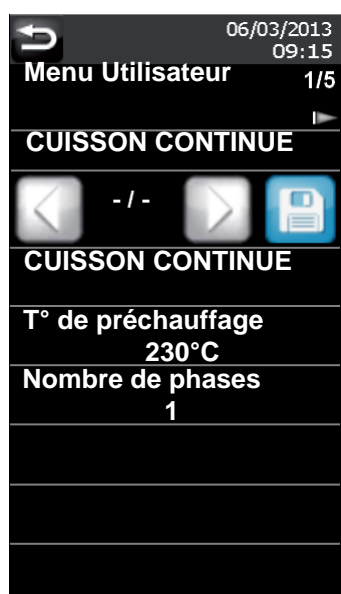 06/03/2013
09:15
Menu Utilisateur 1/5
CUISSON CONTINUE
- / -
CUISSON CONTINUE
T° de préchauffage
230°C
Nombre de phases
1